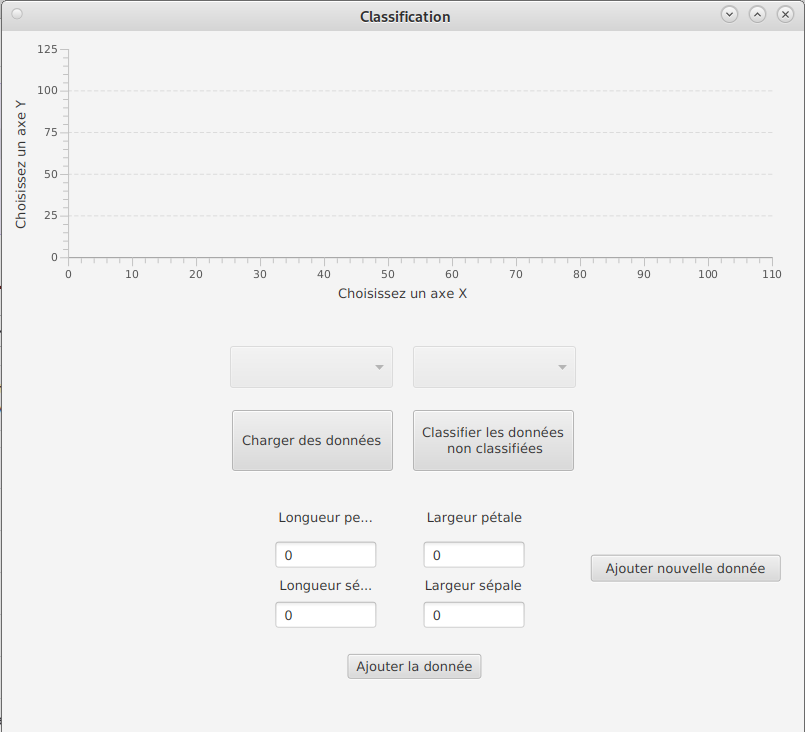 Classification
125
100
75
50
25
0
Choisissez un axe Y
0 10 20 30 40 50 60 70 80 90 100 110
Choisissez un axe X
Charger des données
Classifier les données
non classifiées
Longueur pe... Largeur pétale
0 0
Ajouter nouvelle donnée
Longueur sé... Largeur sépale
0 0
Ajouter la donnée